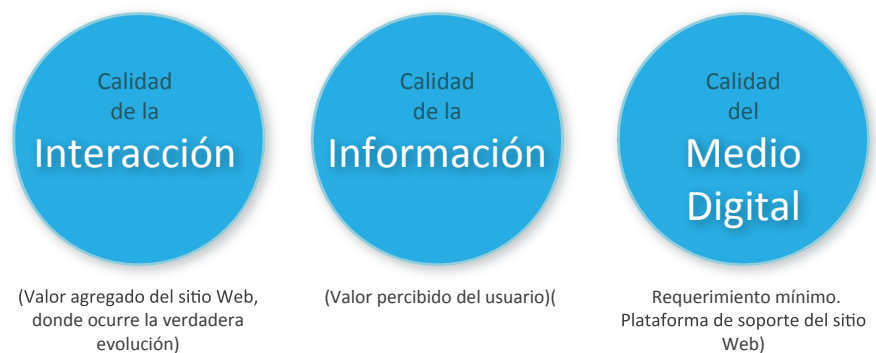 Calidad
de la
Interacción
(Valor agregado del sitio Web,
donde ocurre la verdadera
evolución)
Calidad
de la
Información
(Valor percibido del usuario)(
Calidad
del
Medio
Digital
Requerimiento mínimo.
Plataforma de soporte del sitio
Web)